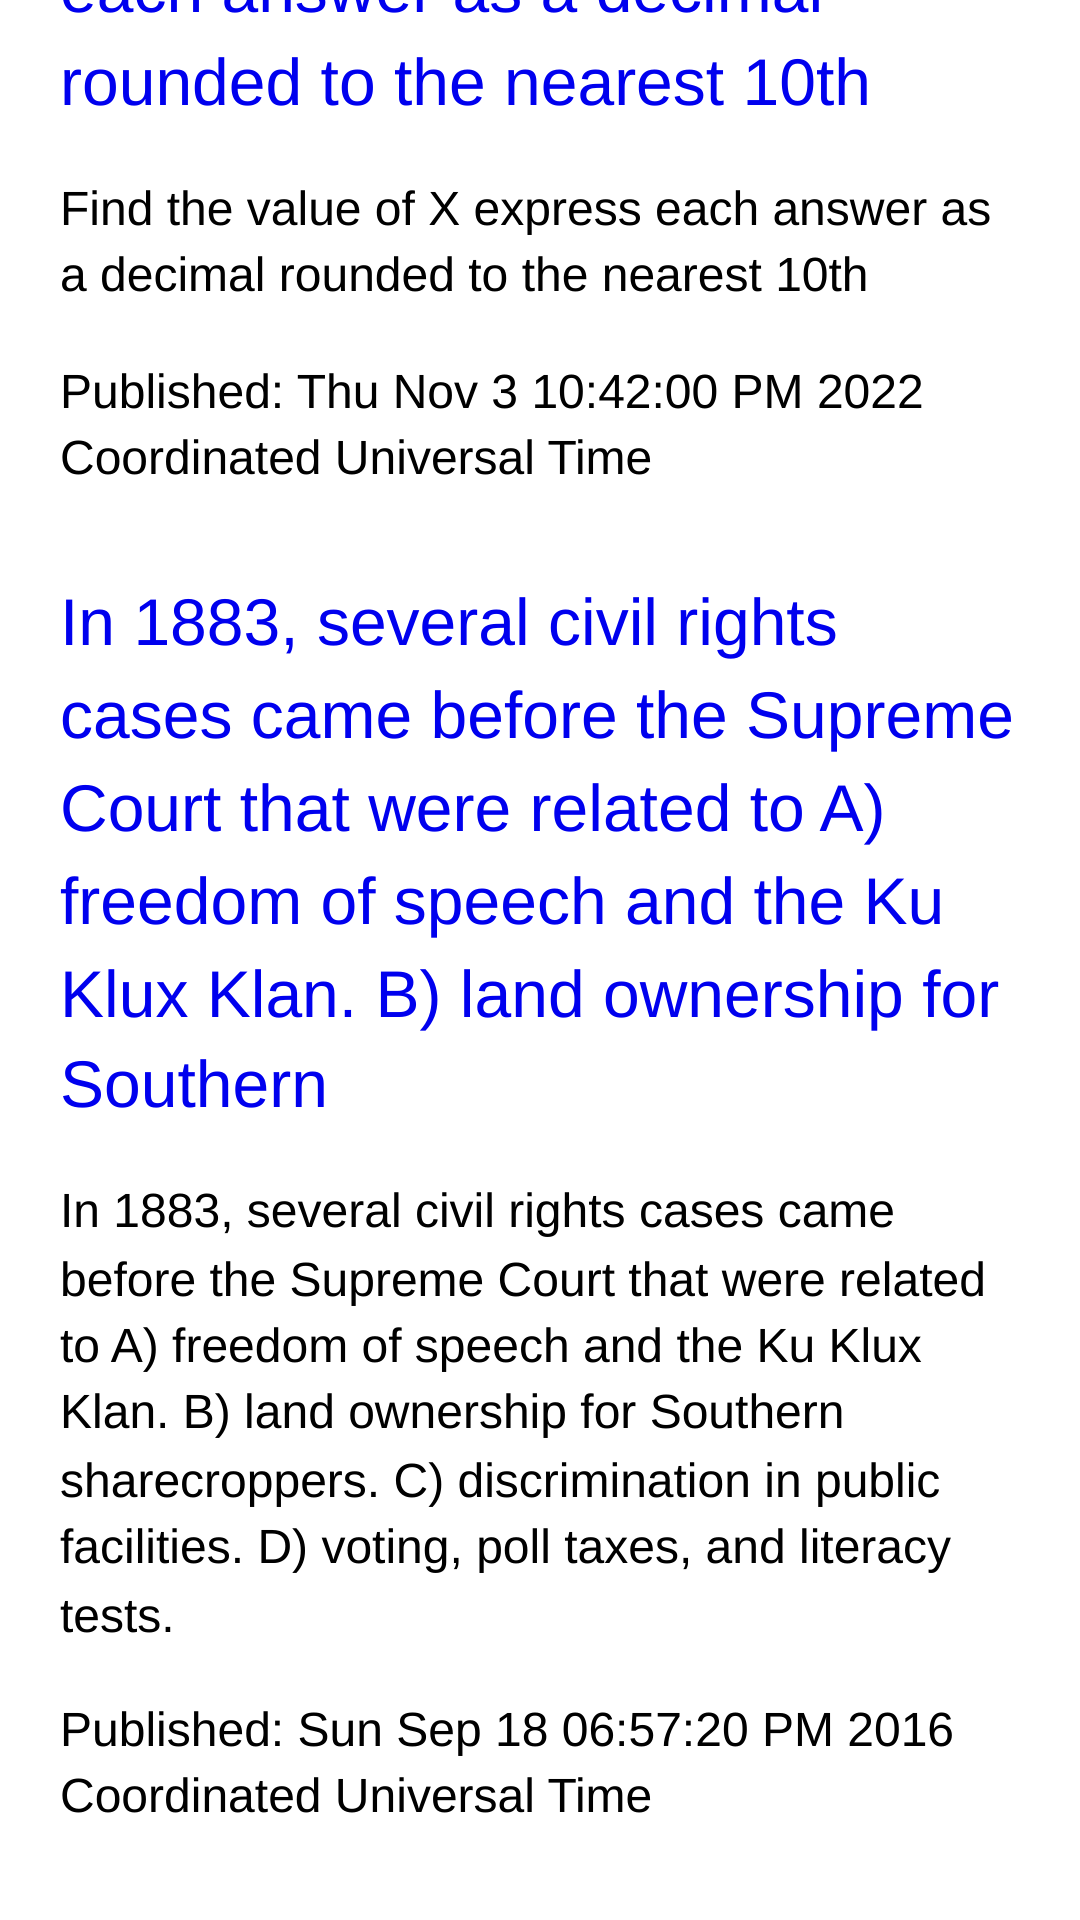 each answer as a decimal
rounded to the nearest 10th
Find the value of X express each answer as
a decimal rounded to the nearest 10th
Published: Thu Nov 3 10:42:00 PM 2022
Coordinated Universal Time
In 1883, several civil rights
cases came before the Supreme
Court that were related to A)
freedom of speech and the Ku
Klux Klan. B) land ownership for
Southern
In 1883, several civil rights cases came
before the Supreme Court that were related
to A) freedom of speech and the Ku Klux
Klan. B) land ownership for Southern
sharecroppers. C) discrimination in public
facilities. D) voting, poll taxes, and literacy
tests.
Published: Sun Sep 18 06:57:20 PM 2016
Coordinated Universal Time